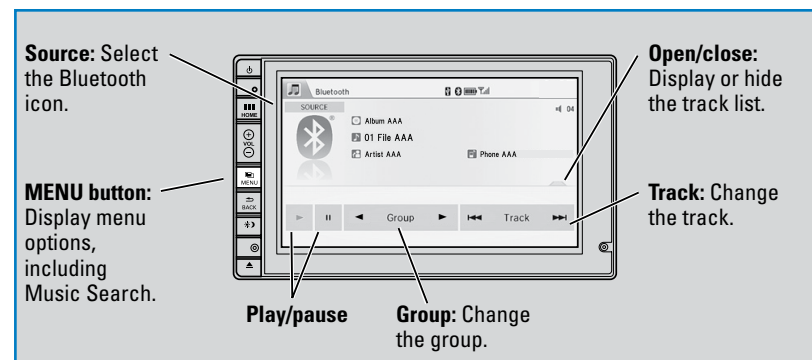 Source: Select
the Bluetooth
icon.
MENU button:
Display menu
options,
including
Music Search.
HOME
VOL
MENU
BACK
Bluetooth
SOURCE
04
Album AAA
01 File AAA
Artist AAA
Phone AAA
Group
Track
Open/close:
Display or hide
the track list.
Track: Change
the track.
Play/pause
Group: Change
the group.